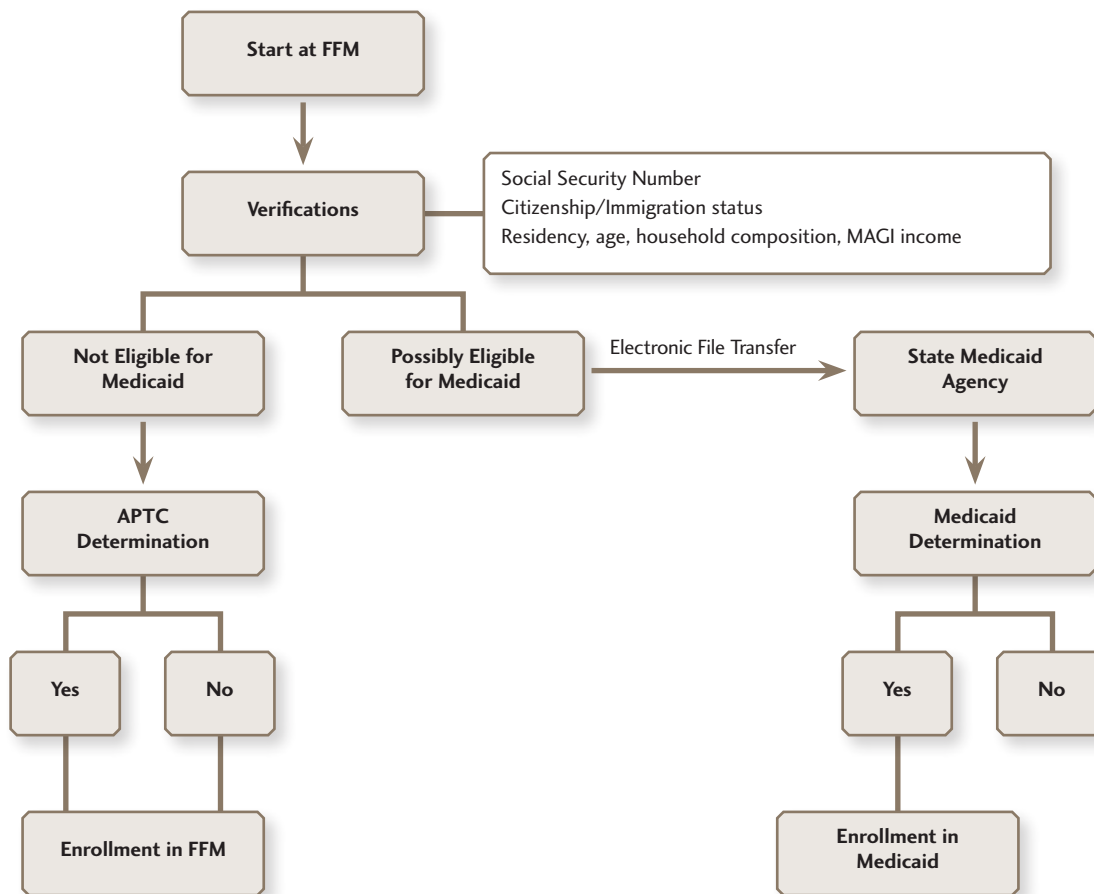 Start at FFM
Verifications
Social Security Number
Citizenship/Immigration status
Residency, age, household composition, MAGI income
Not Eligible for
Medicaid
Possibly Eligible
for Medicaid
Electronic File Transfer
State Medicaid
Agency
APTC
Determination
Medicaid
Determination
Yes
No
Yes
No
Enrollment in FFM
Enrollment in
Medicaid